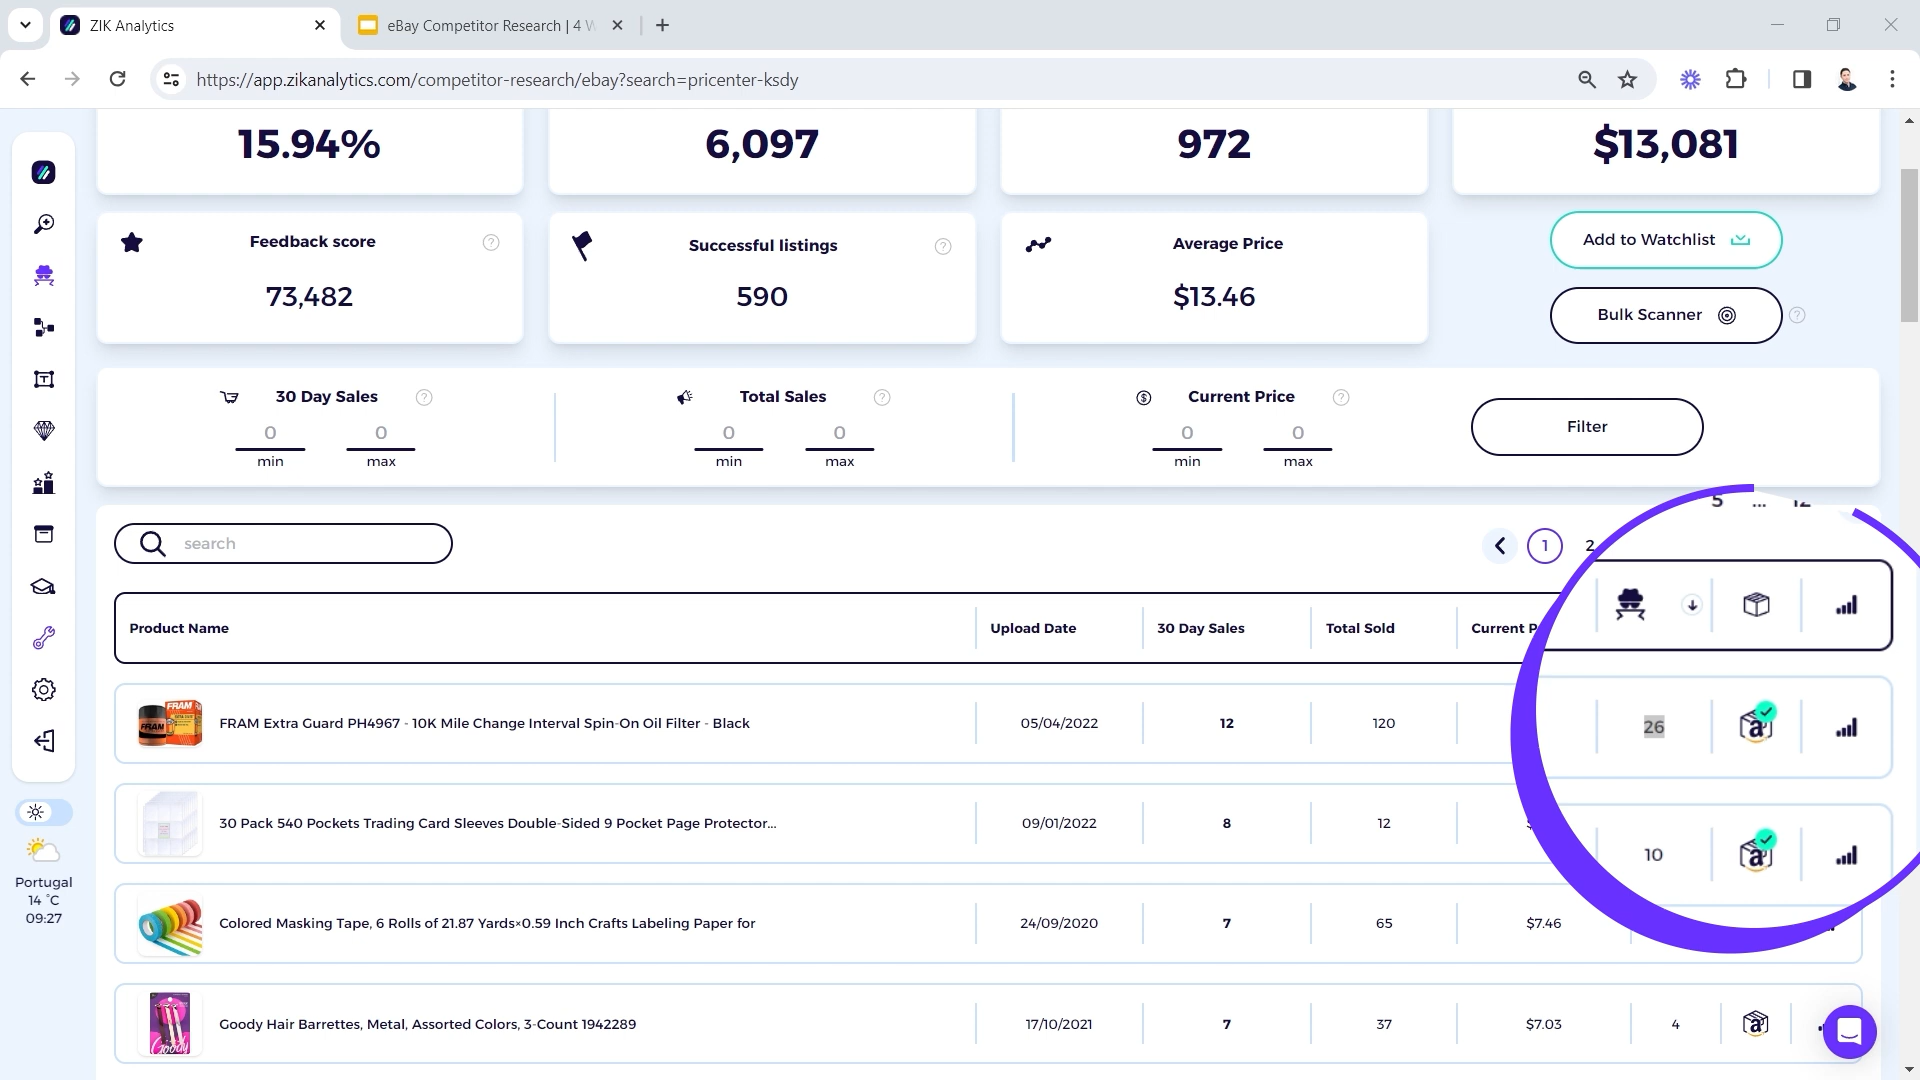 ZIK Analytics
eBay Competitor Research | 4 W
https://app.zikanalytics.com/competitor-research/ebay?search=pricenter-ksdy
15.94%
6,097
972
$13,081
Feedback score
73,482
Successful listings
590
Average Price
$13.46
Add to Watchlist
Bulk Scanner
30 Day Sales
0 0
min max
Total Sales
0 0
min max
Current Price
0 0
min max
Filter
search
1 2
5 ... 12
Product Name Upload Date 30 Day Sales Total Sold Current P
FRAM Extra Guard PH4967 - 10K Mile Change Interval Spin-On Oil Filter - Black 05/04/2022 12 120 26
30 Pack 540 Pockets Trading Card Sleeves Double-Sided 9 Pocket Page Protector... 09/01/2022 8 12 $ 10
Colored Masking Tape, 6 Rolls of 21.87 Yards×0.59 Inch Crafts Labeling Paper for 24/09/2020 7 65 $7.46
Goody Hair Barrettes, Metal, Assorted Colors, 3-Count 1942289 17/10/2021 7 37 $7.03 4
Portugal
14 °C
09:27